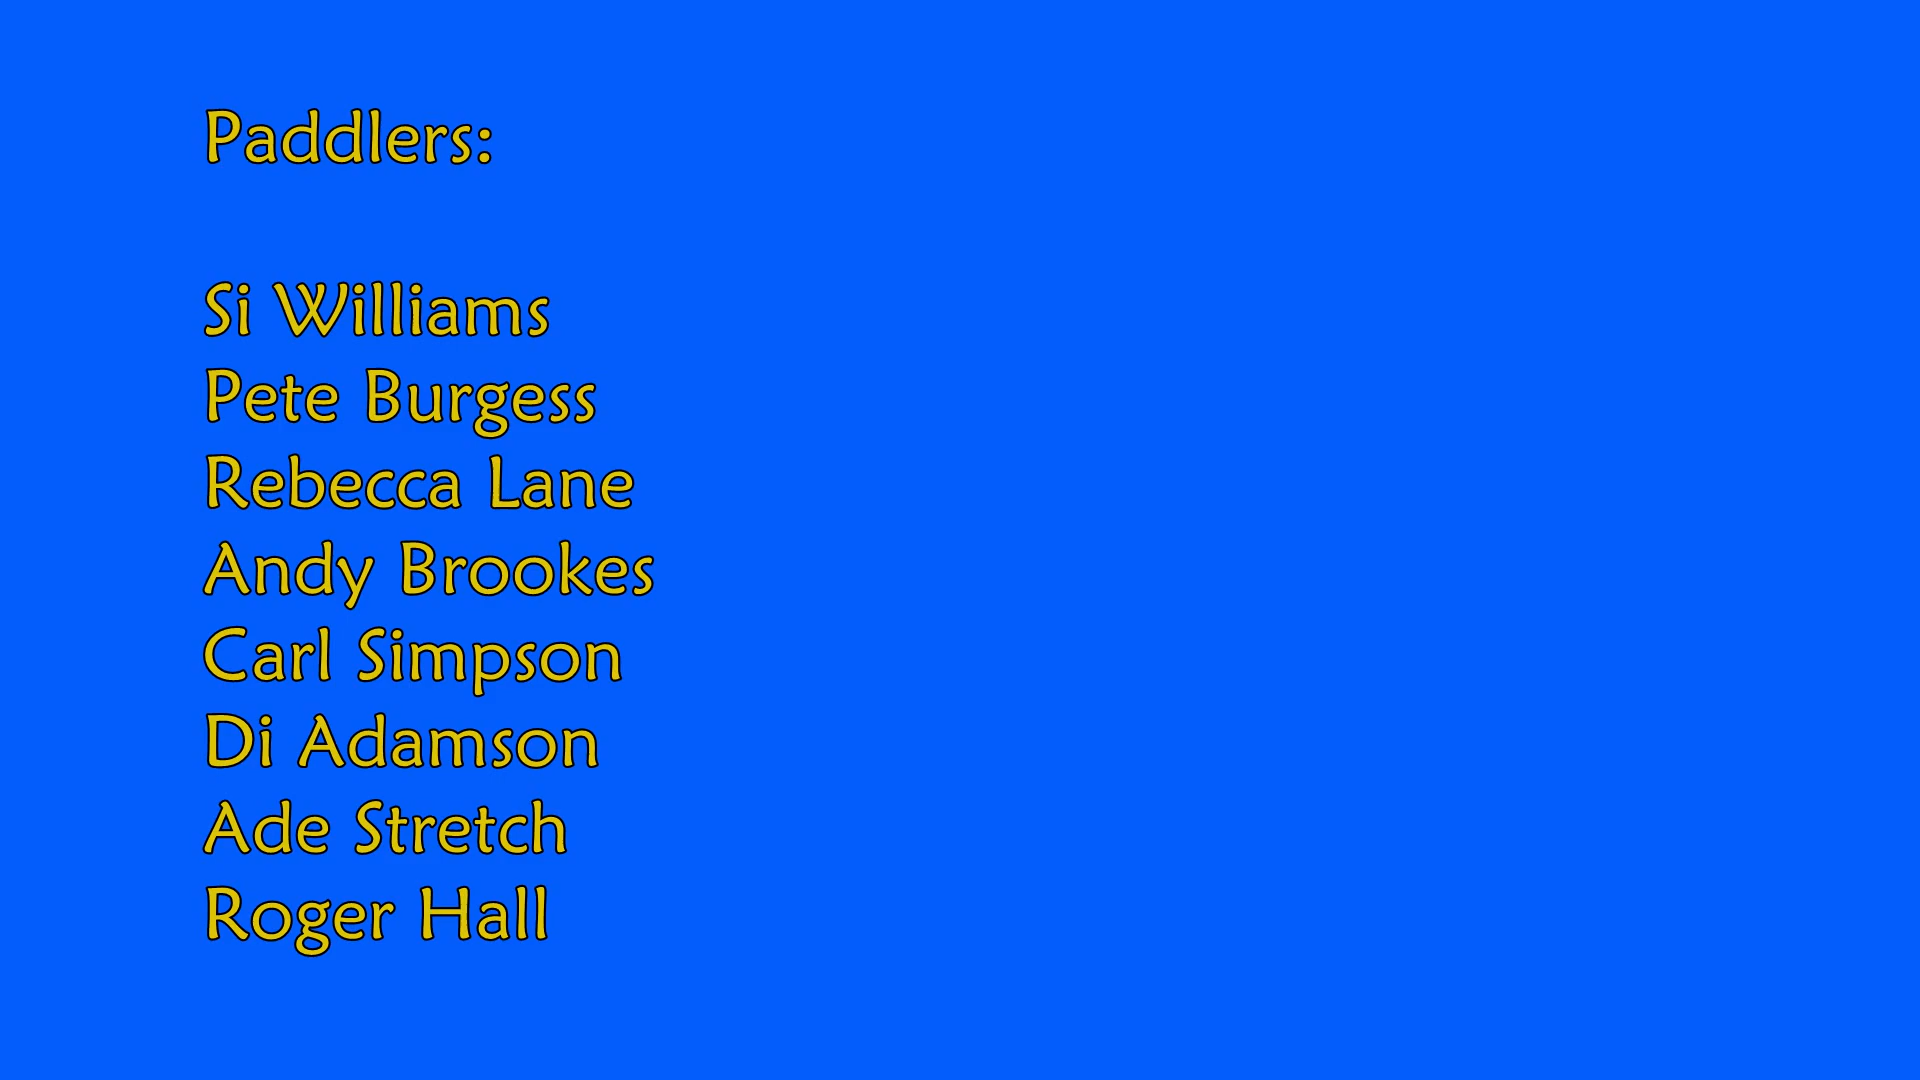 Paddlers:
Si Williams
Pete Burgess
Rebecca Lane
Andy Brookes
Carl Simpson
Di Adamson
Ade Stretch
Roger Hall